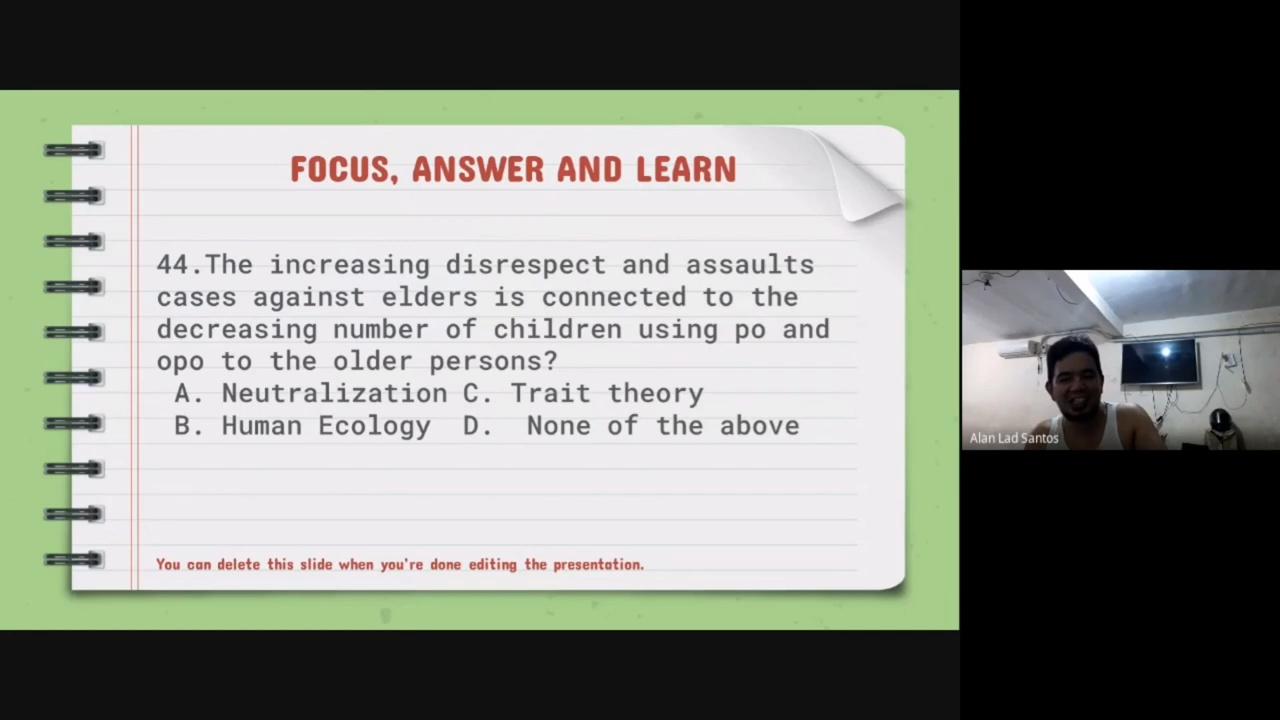 FOCUS, ANSWER AND LEARN
44.The increasing disrespect and assaults
cases against elders is connected to the
decreasing number of children using po and
opo to the older persons?
A. Neutralization C. Trait theory
B. Human Ecology D. None of the above
You can delete this slide when you're done editing the presentation.
Alan Lad Santos